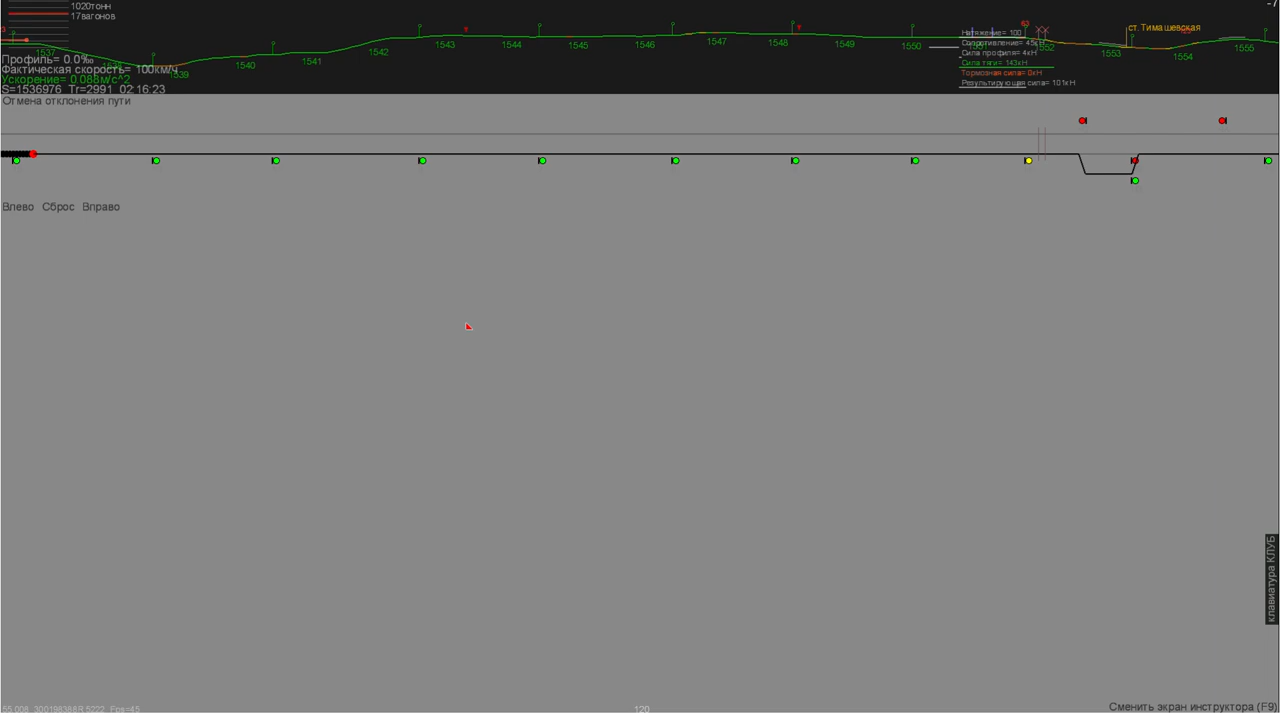 1020тонн
17вагонов
-7
63
ст. Тимашевская
1537
1539
1540
1541
1542
1543
1544
1545
1546
1547
1548
1549
1550
1552
1553
1554
1555
Натяжение= 100
Сила профиля= 4кН
Сила тяги= 143кН
Тормозная сила= 0кН
Результирующая сила= 101кН
Профиль= 0.0‰
Фактическая скорость= 100км/ч
Ускорение= 0.088м/с^2
S=1536976 Tr=2991 02:16:23
Отмена отклонения пути
Влево Сброс Вправо
клавиатура КЛУБ
120
Сменить экран инструктора (F9)